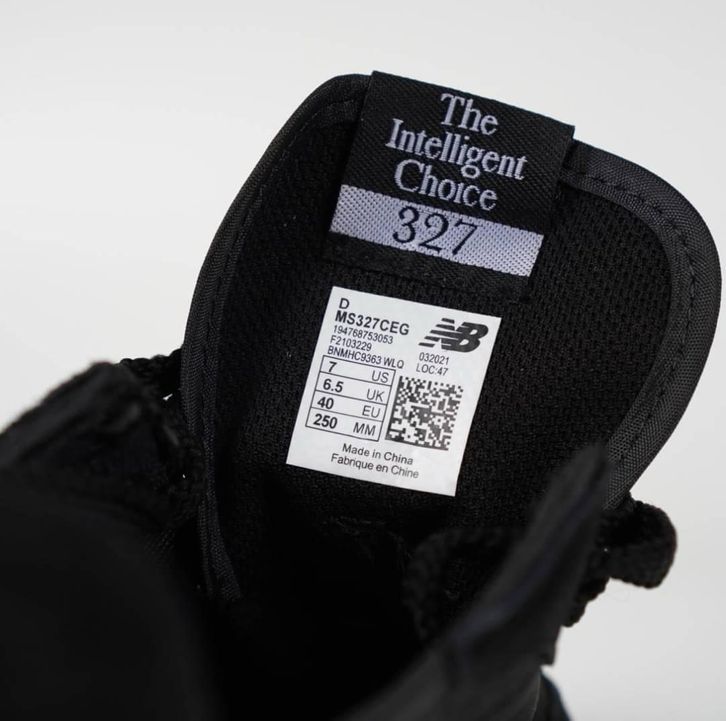 The
Intelligent
Choice
327
D
MS327CEG
194768753053
F2103229
BNMHC9363 WLQ
NB
032021
LOC:47
7 US
6.5 UK
40 EU
250 MM
Made in China
Fabrique en Chine